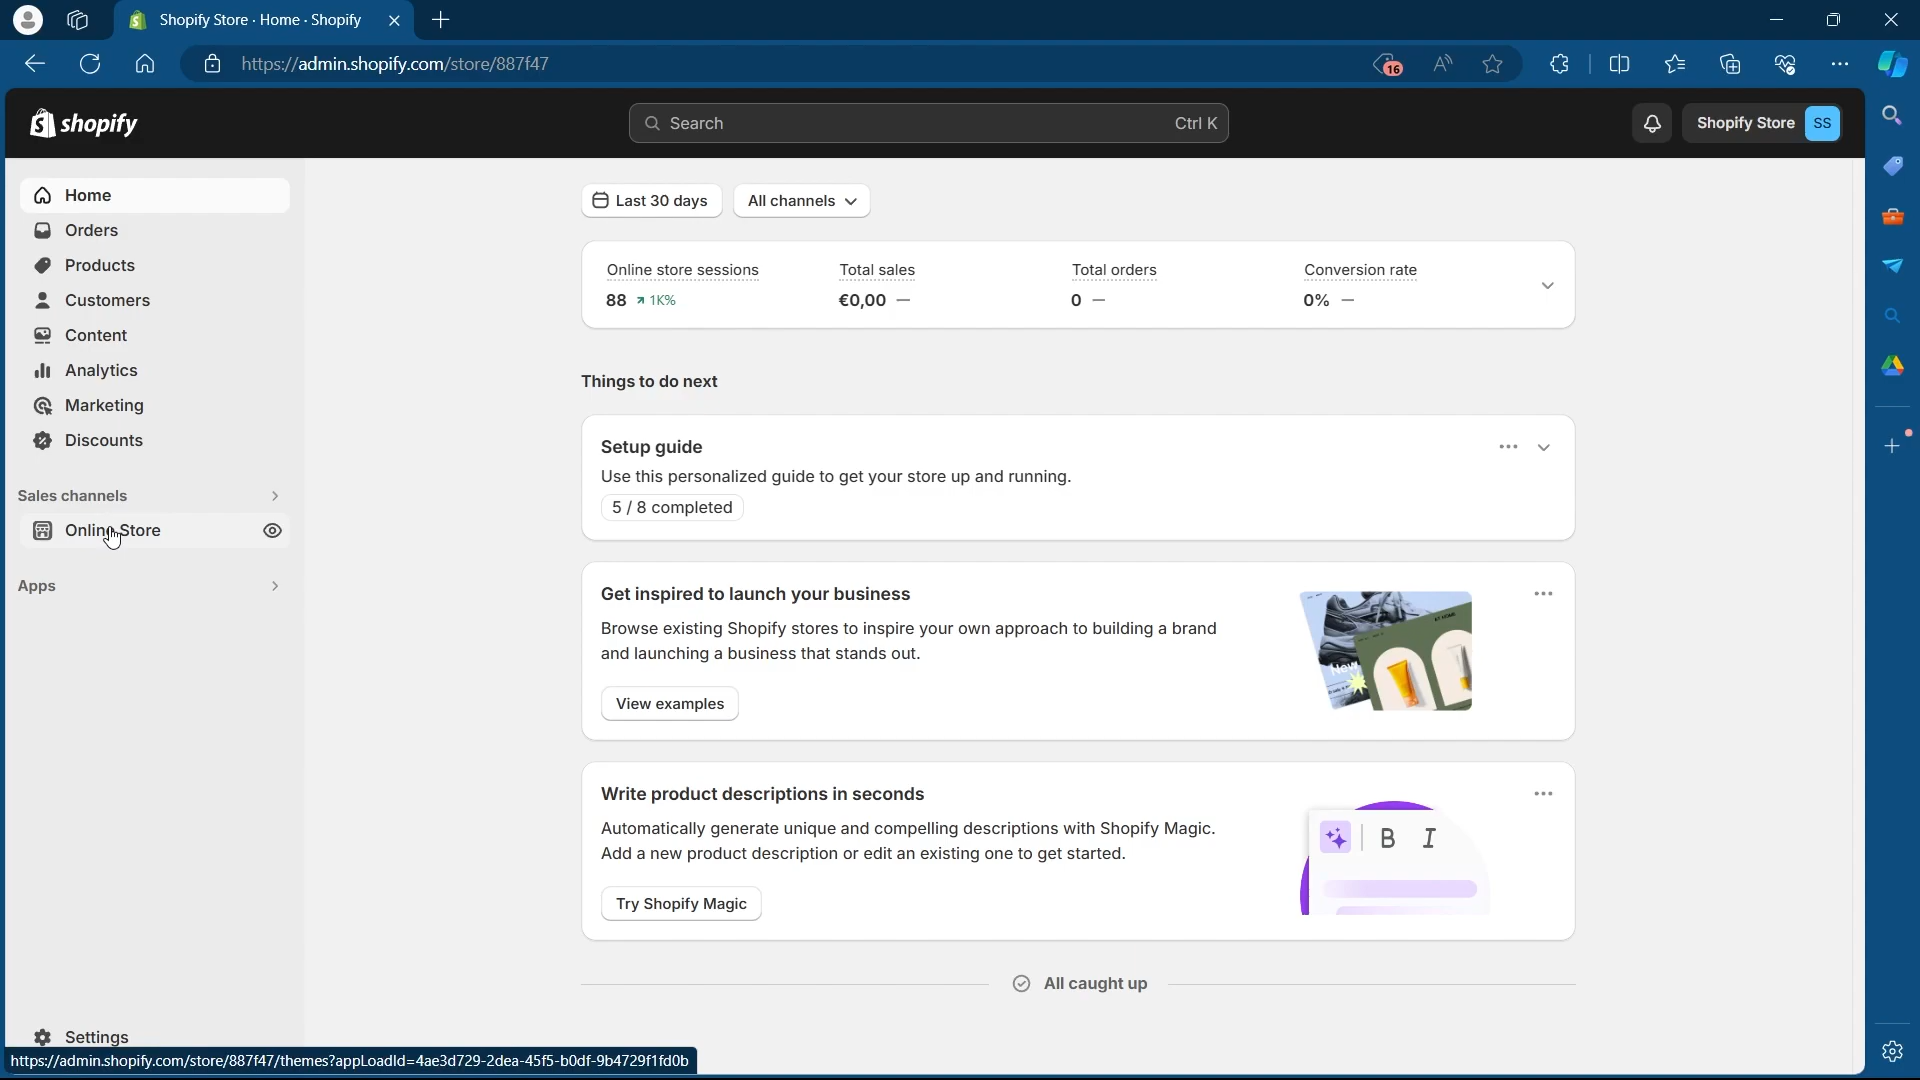 Shopify Store · Home · Shopify
https://admin.shopify.com/store/887f47
16
shopify
Search
Ctrl K
Shopify Store
SS
Home
Orders
Products
Customers
Content
Analytics
Marketing
Discounts
Sales channels
Online Store
Apps
Settings
Last 30 days
All channels
Online store sessions
88 ↗ 1K%
Total sales
€0,00 —
Total orders
0 —
Conversion rate
0% —
Things to do next
Setup guide
Use this personalized guide to get your store up and running.
5 / 8 completed
Get inspired to launch your business
Browse existing Shopify stores to inspire your own approach to building a brand
and launching a business that stands out.
View examples
New
Write product descriptions in seconds
Automatically generate unique and compelling descriptions with Shopify Magic.
Add a new product description or edit an existing one to get started.
Try Shopify Magic
B I
All caught up
https://admin.shopify.com/store/887f47/themes?appLoadId=4ae3d729-2dea-45f5-b0df-9b4729f1fd0b